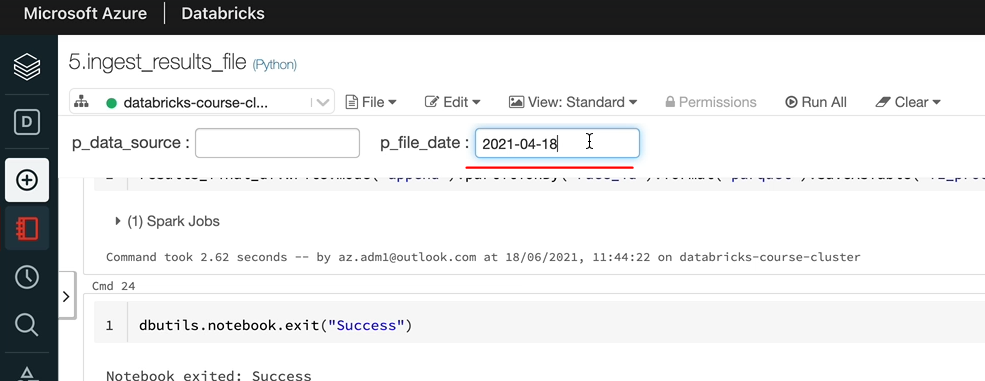 Microsoft Azure | Databricks
5.ingest_results_file (Python)
databricks-course-cl... File Edit View: Standard Permissions Run All Clear
p_data_source : p_file_date : 2021-04-18
(1) Spark Jobs
Command took 2.62 seconds -- by az.adm1@outlook.com at 18/06/2021, 11:44:22 on databricks-course-cluster
Cmd 24
1 dbutils.notebook.exit("Success")
Notebook exited: Success